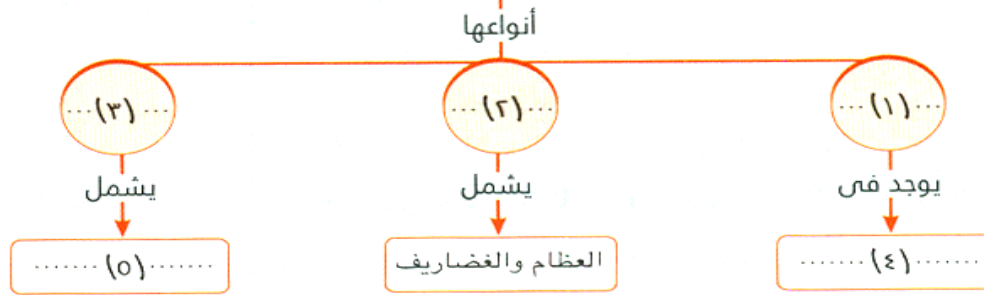 أنواعها
...(١)... ...(٢)... ...(٣)...
يوجد فى يشمل يشمل
.......(٤)....... العظام والغضاريف .......(٥).......